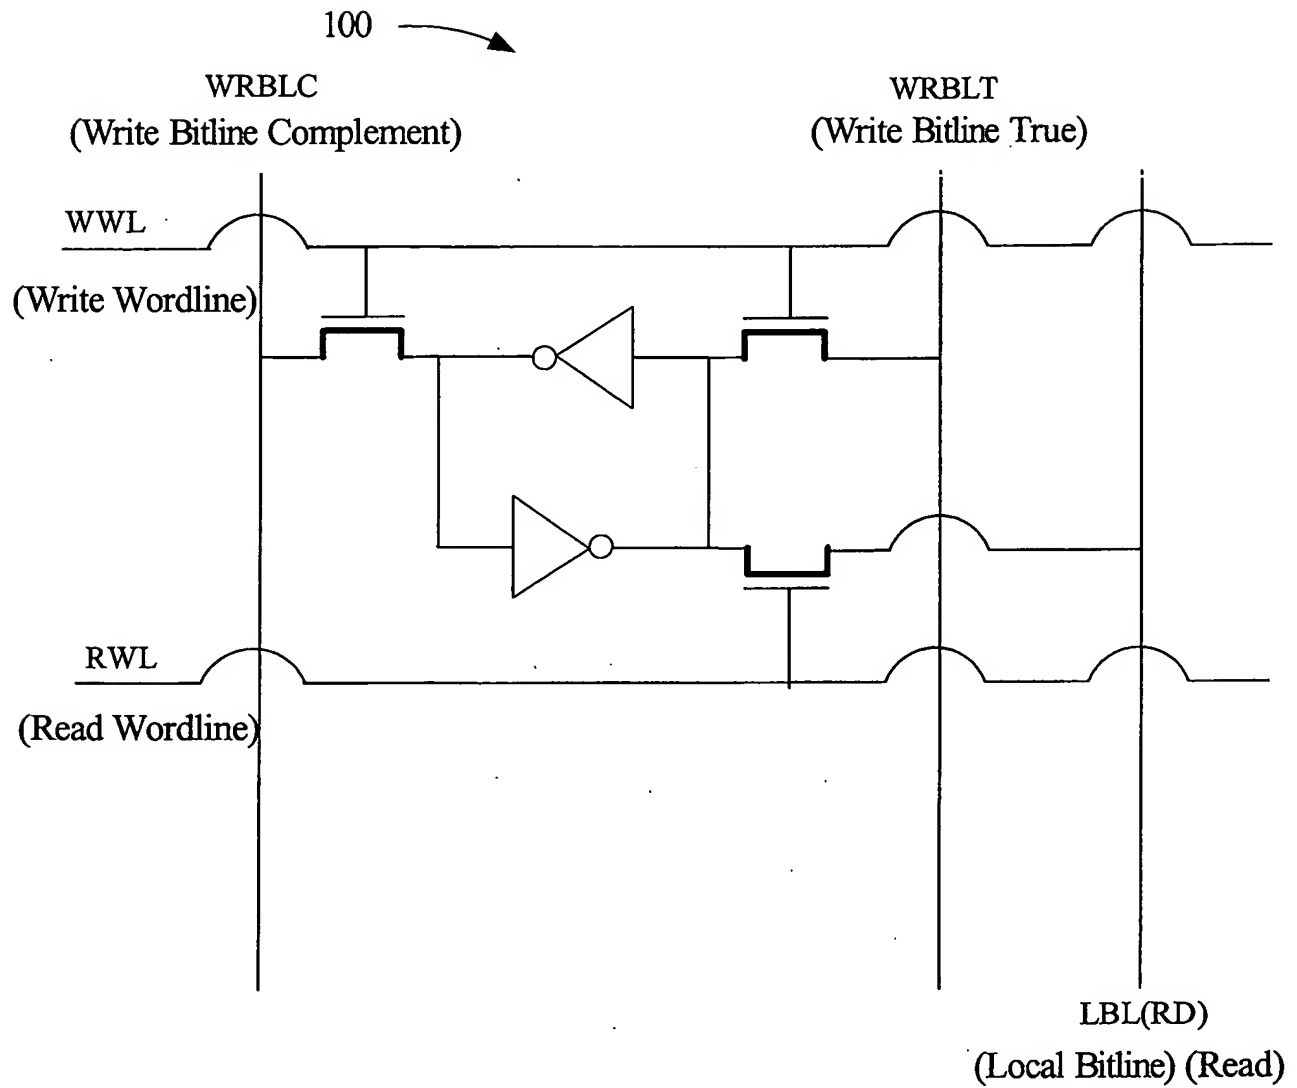 100
WRBLC
(Write Bitline Complement)
WRBLT
(Write Bitline True)
WWL
(Write Wordline)
RWL
(Read Wordline)
LBL(RD)
(Local Bitline) (Read)